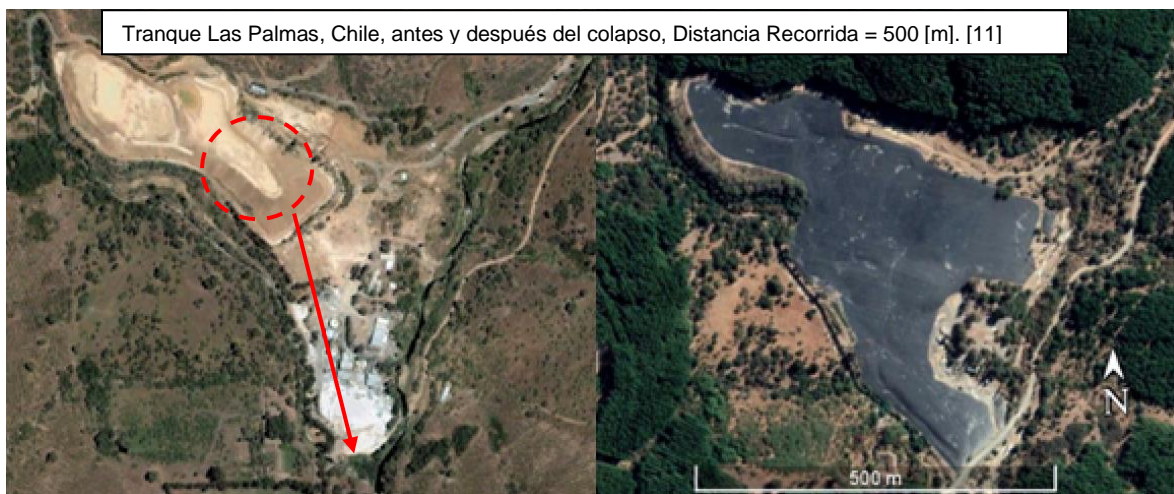 Tranque Las Palmas, Chile, antes y después del colapso, Distancia Recorrida = 500 [m]. [11]
N
500 m